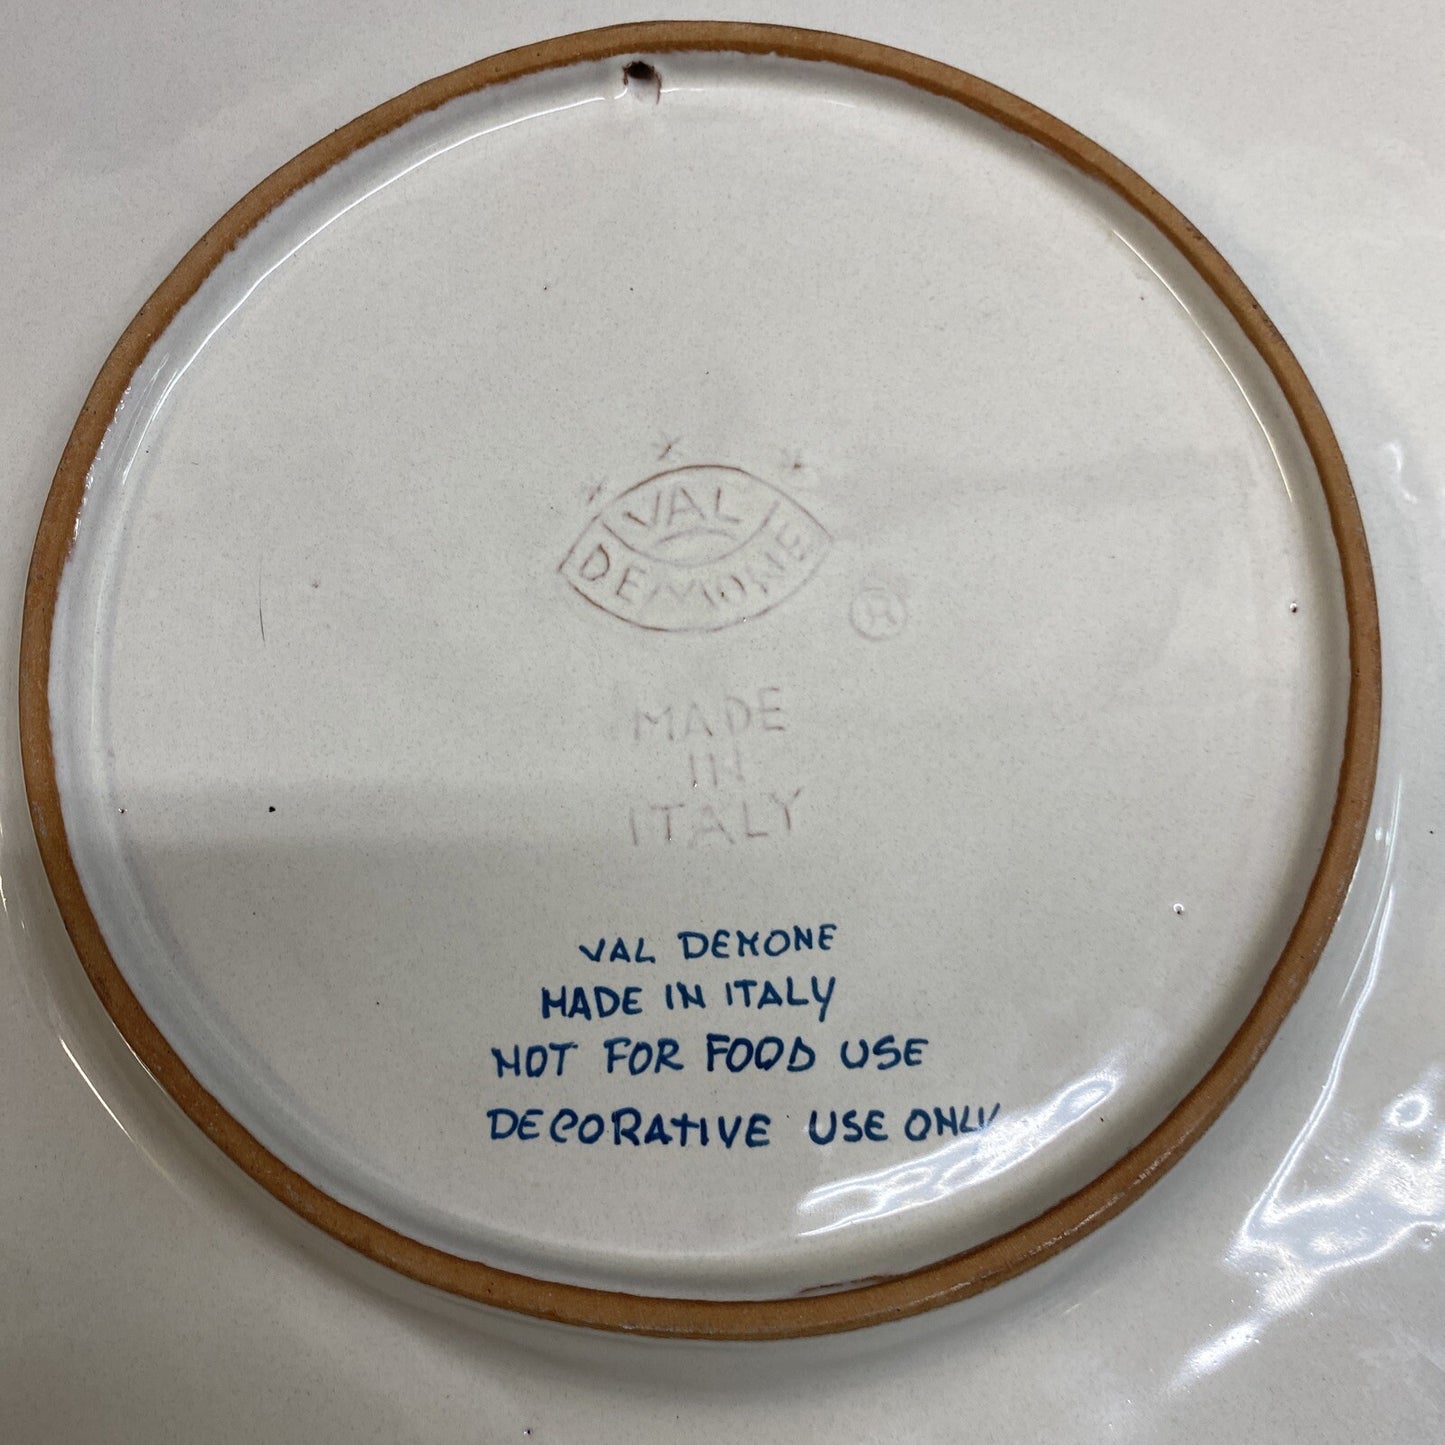 VAL
DEMONE
®
MADE
IN
ITALY
VAL DEMONE
MADE IN ITALY
NOT FOR FOOD USE
DECORATIVE USE ONLY